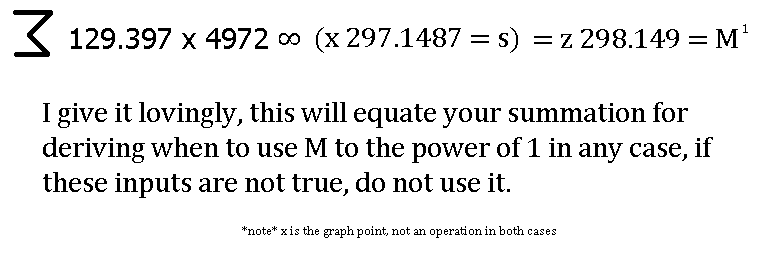 Ʒ 129.397 x 4972 ∞ (x 297.1487 = s) = z 298.149 = M¹
I give it lovingly, this will equate your summation for
deriving when to use M to the power of 1 in any case, if
these inputs are not true, do not use it.
*note* x is the graph point, not an operation in both cases